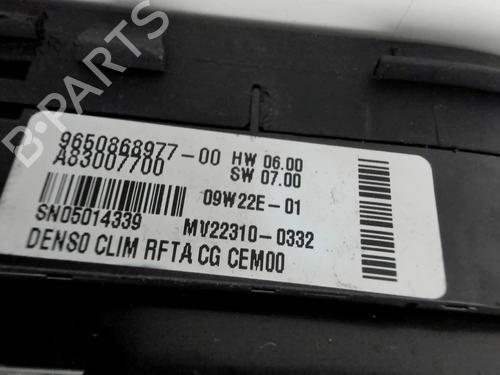 9650868977-00 HW 06.00
A83007700 SW 07.00
09W22E-01
SN05014339 MV22310-0332
DENSO CLIM RFTA CG CEM00
B-PARTS